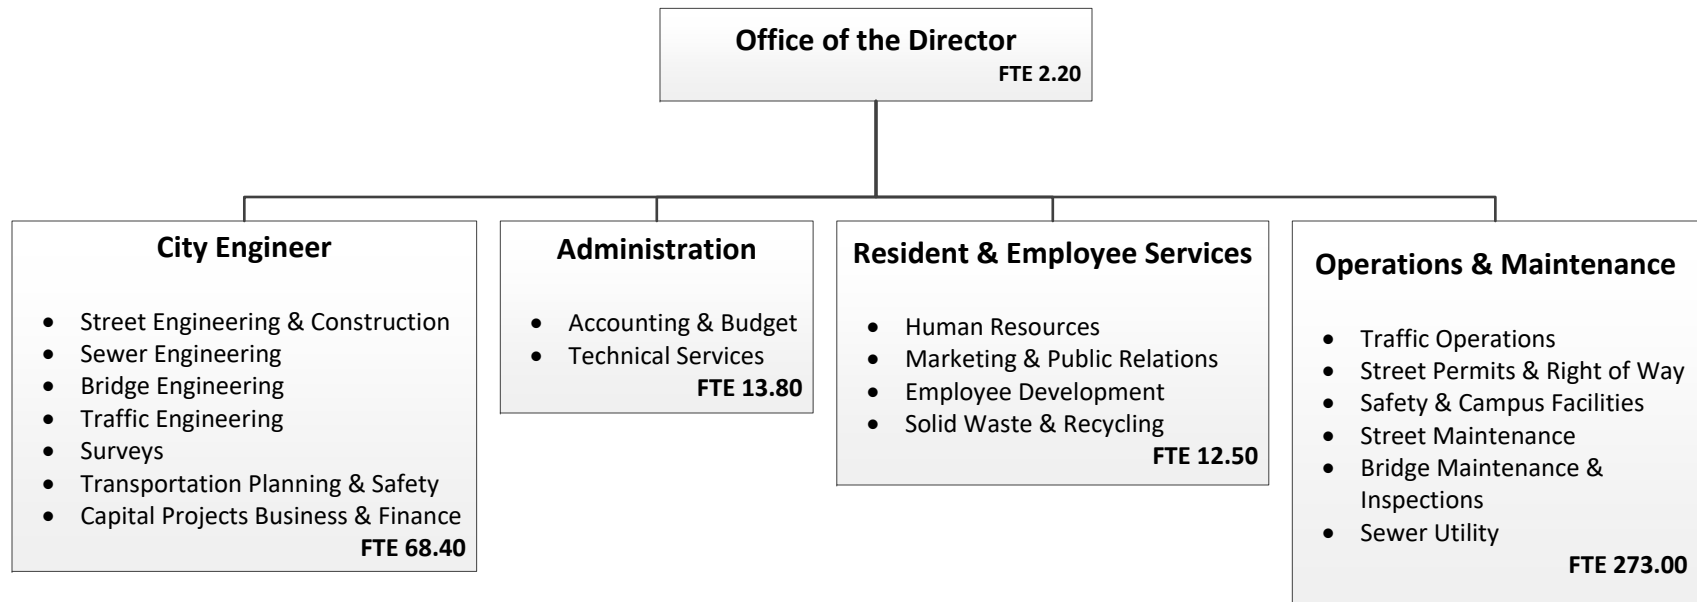 Office of the Director
FTE 2.20
City Engineer
• Street Engineering & Construction
• Sewer Engineering
• Bridge Engineering
• Traffic Engineering
• Surveys
• Transportation Planning & Safety
• Capital Projects Business & Finance
FTE 68.40
Administration
• Accounting & Budget
• Technical Services
FTE 13.80
Resident & Employee Services
• Human Resources
• Marketing & Public Relations
• Employee Development
• Solid Waste & Recycling
FTE 12.50
Operations & Maintenance
• Traffic Operations
• Street Permits & Right of Way
• Safety & Campus Facilities
• Street Maintenance
• Bridge Maintenance &
Inspections
• Sewer Utility
FTE 273.00